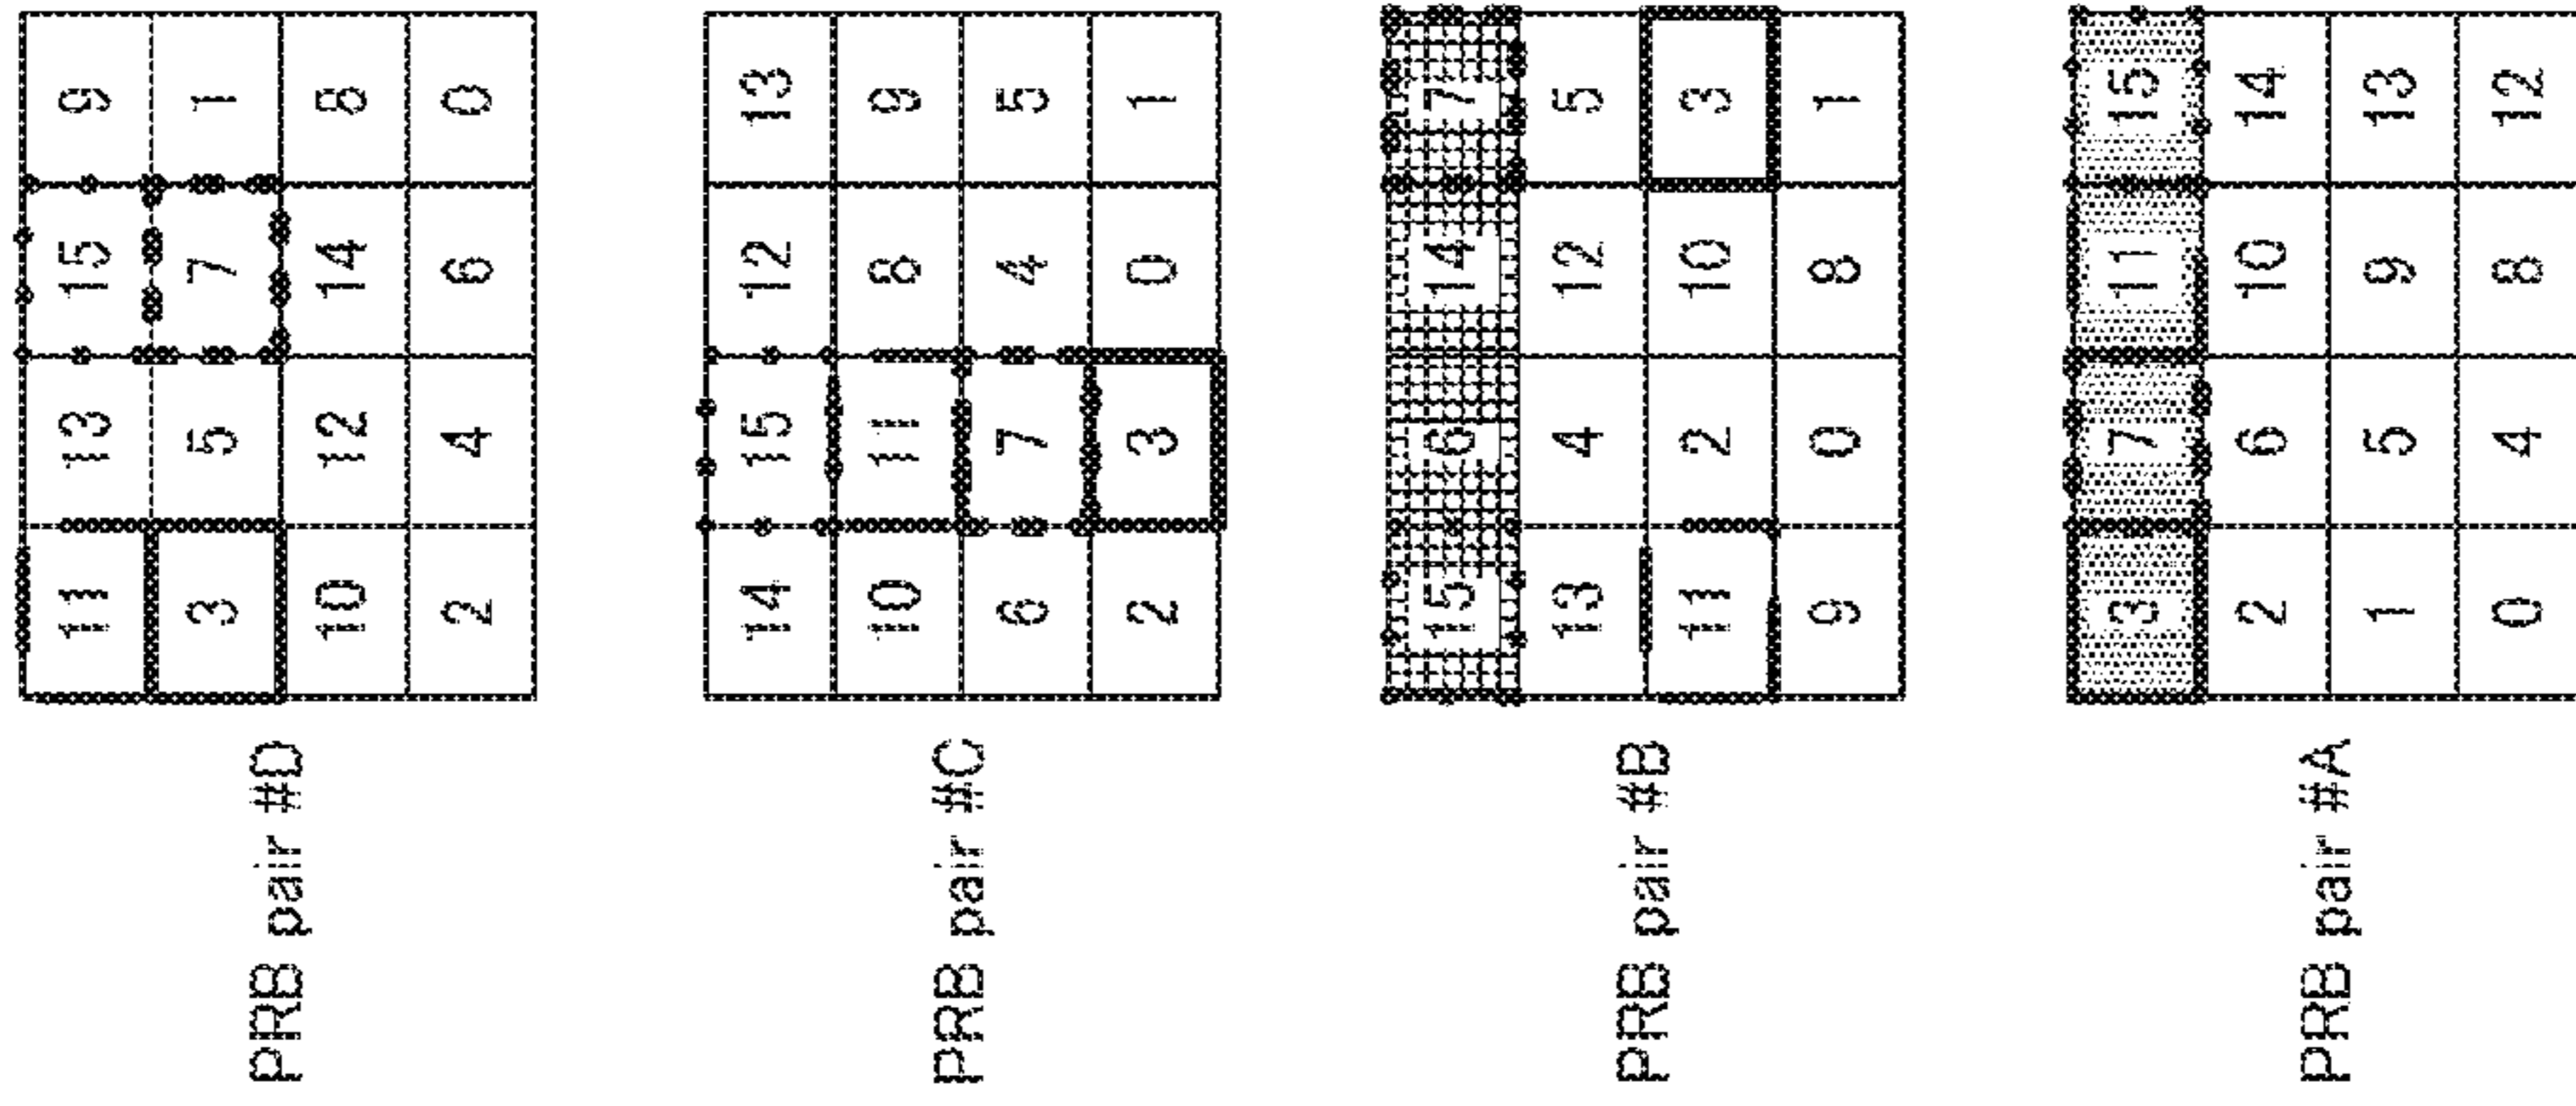 PRB pair #D
11 13 15 9
3 5 7 1
10 12 14 8
2 4 6 0
PRB pair #C
14 15 12 13
10 11 8 9
6 7 4 5
2 3 0 1
PRB pair #B
15 6 14 7
13 4 12 5
11 2 10 3
9 0 8 1
PRB pair #A
3 7 11 15
2 6 10 14
1 5 9 13
0 4 8 12